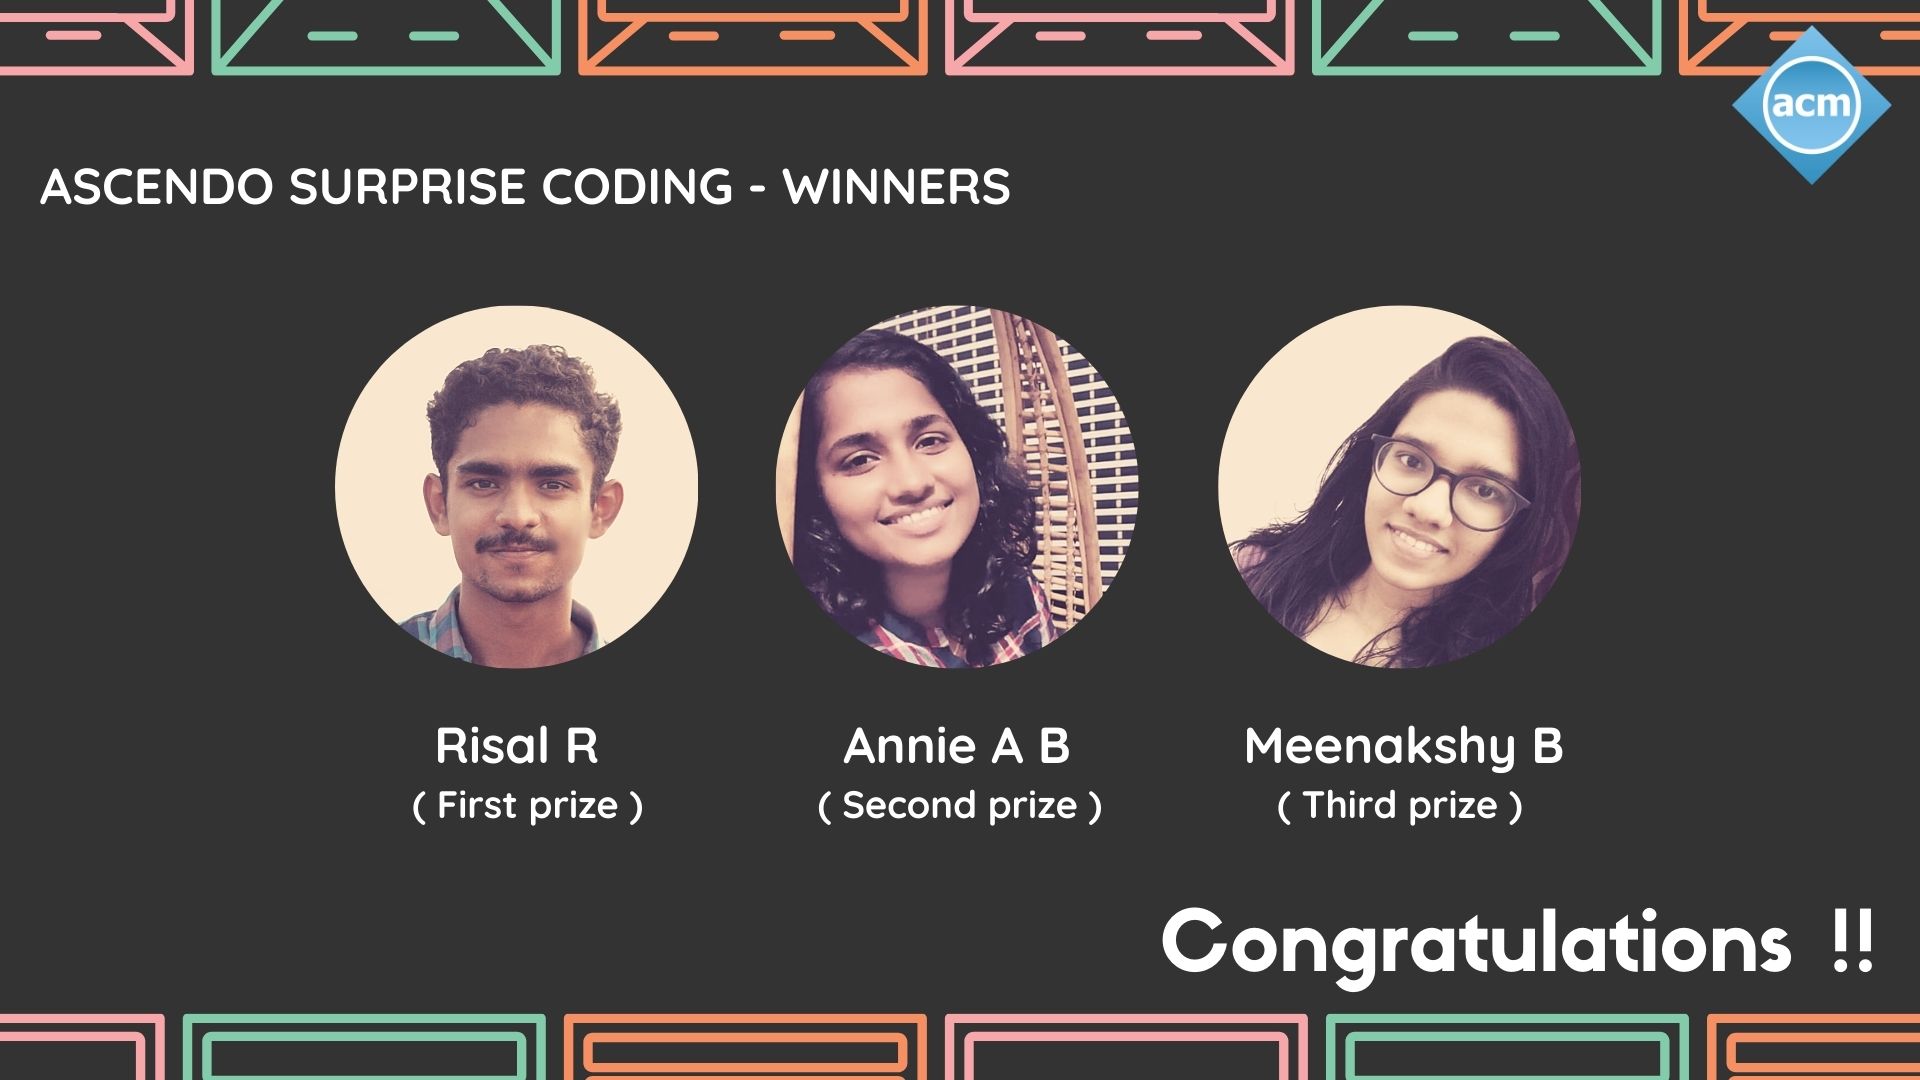 acm
ASCENDO SURPRISE CODING - WINNERS
Risal R
( First prize )
Annie A B
( Second prize )
Meenakshy B
( Third prize )
Congratulations !!